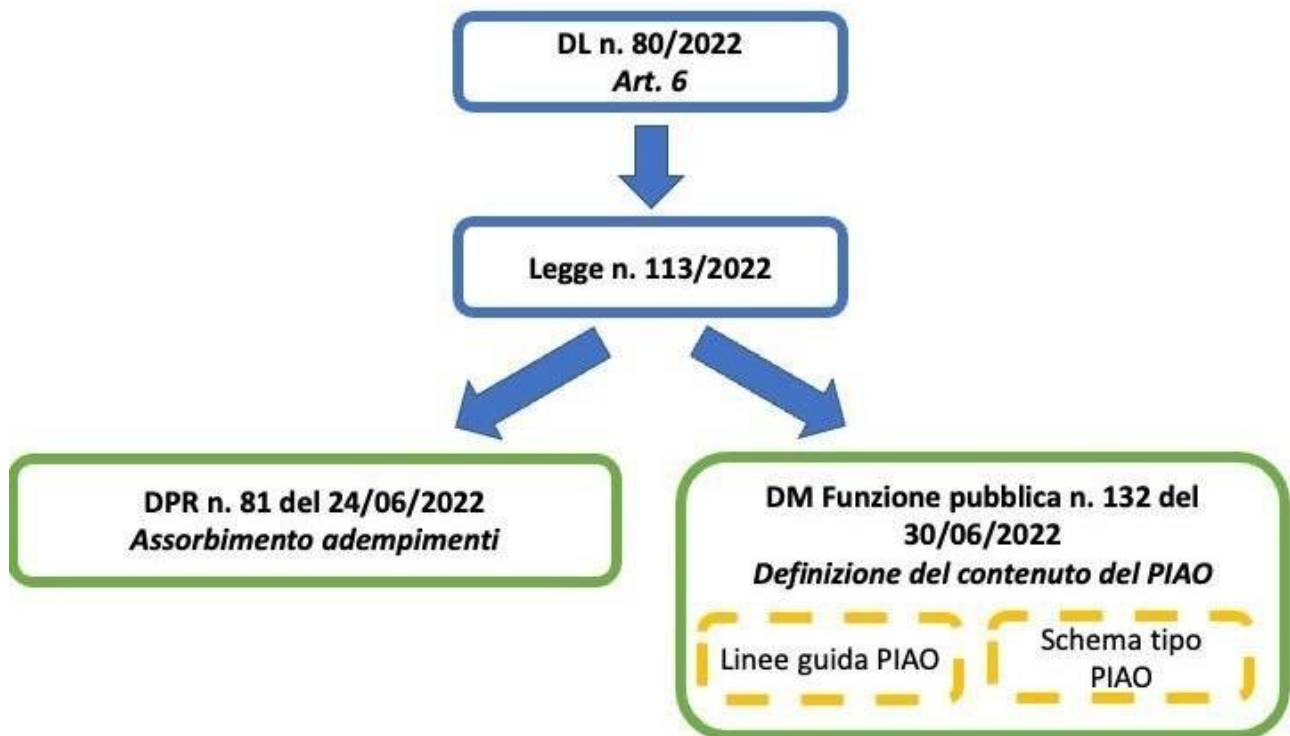 DL n. 80/2022
Art. 6
Legge n. 113/2022
DPR n. 81 del 24/06/2022
Assorbimento adempimenti
DM Funzione pubblica n. 132 del
30/06/2022
Definizione del contenuto del PIAO
Linee guida PIAO
Schema tipo
PIAO